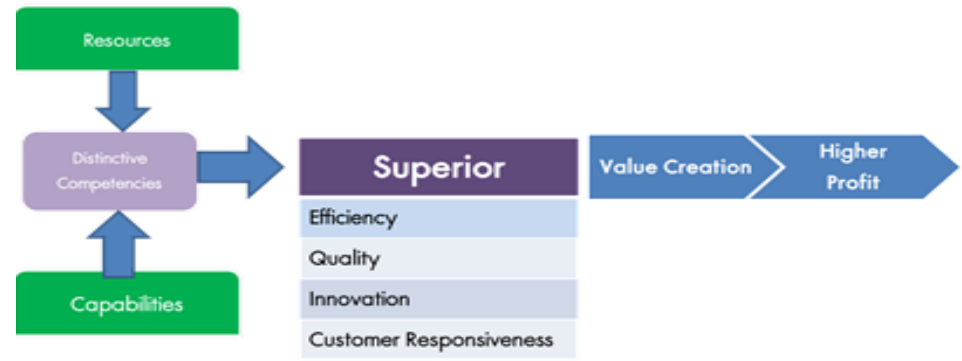 Resources
Distinctive
Competencies
Capabilities
Superior
Efficiency
Quality
Innovation
Customer Responsiveness
Value Creation
Higher
Profit